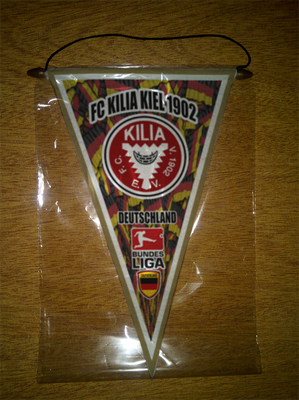 FC KILIA KIEL 1902
KILIA
F.C.
V. 1902
E.V.
DEUTSCHLAND
BUNDES
LIGA